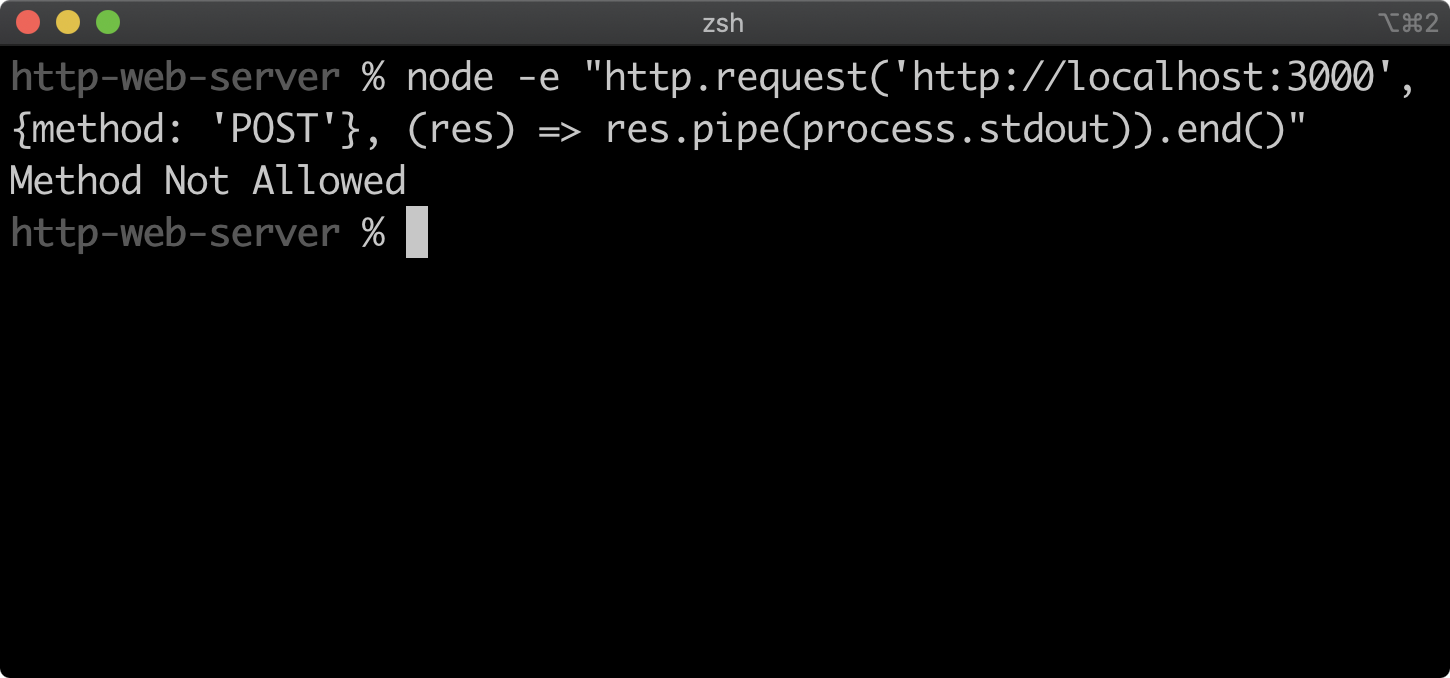 zsh
⌥⌘2
http-web-server % node -e "http.request('http://localhost:3000',
{method: 'POST'}, (res) => res.pipe(process.stdout)).end()"
Method Not Allowed
http-web-server %